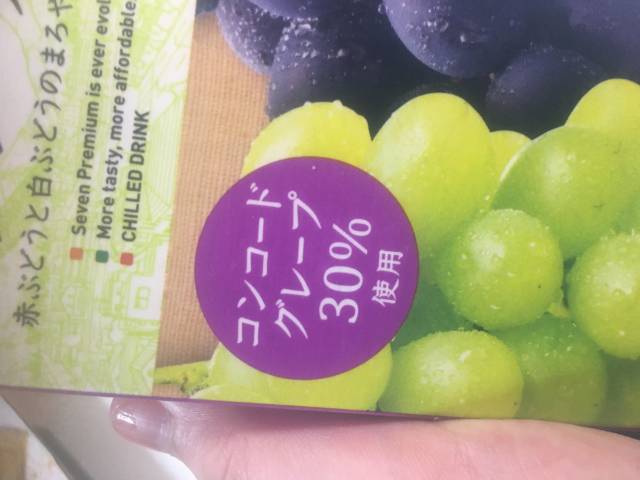 赤ぶどうと白ぶどうのまろや
Seven Premium is ever evol
More tasty, more affordable
CHILLED DRINK
コンコード
グレープ
30%
使用